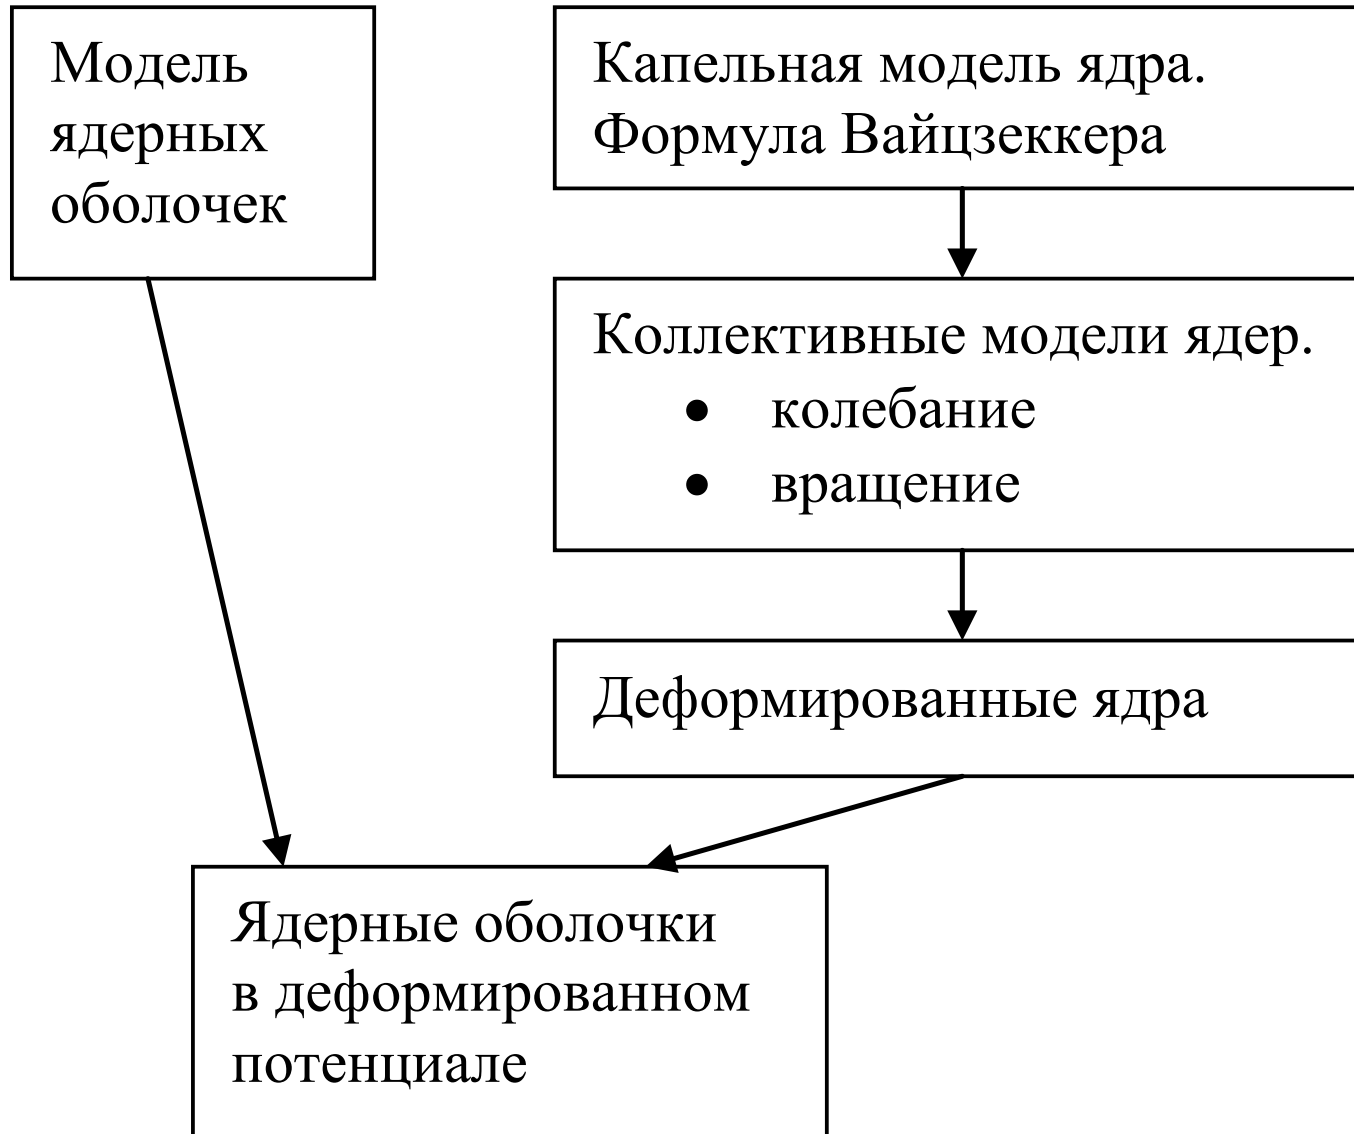 Модель
ядерных
оболочек
Капельная модель ядра.
Формула Вайцзеккера
Коллективные модели ядер.
• колебание
• вращение
Деформированные ядра
Ядерные оболочки
в деформированном
потенциале